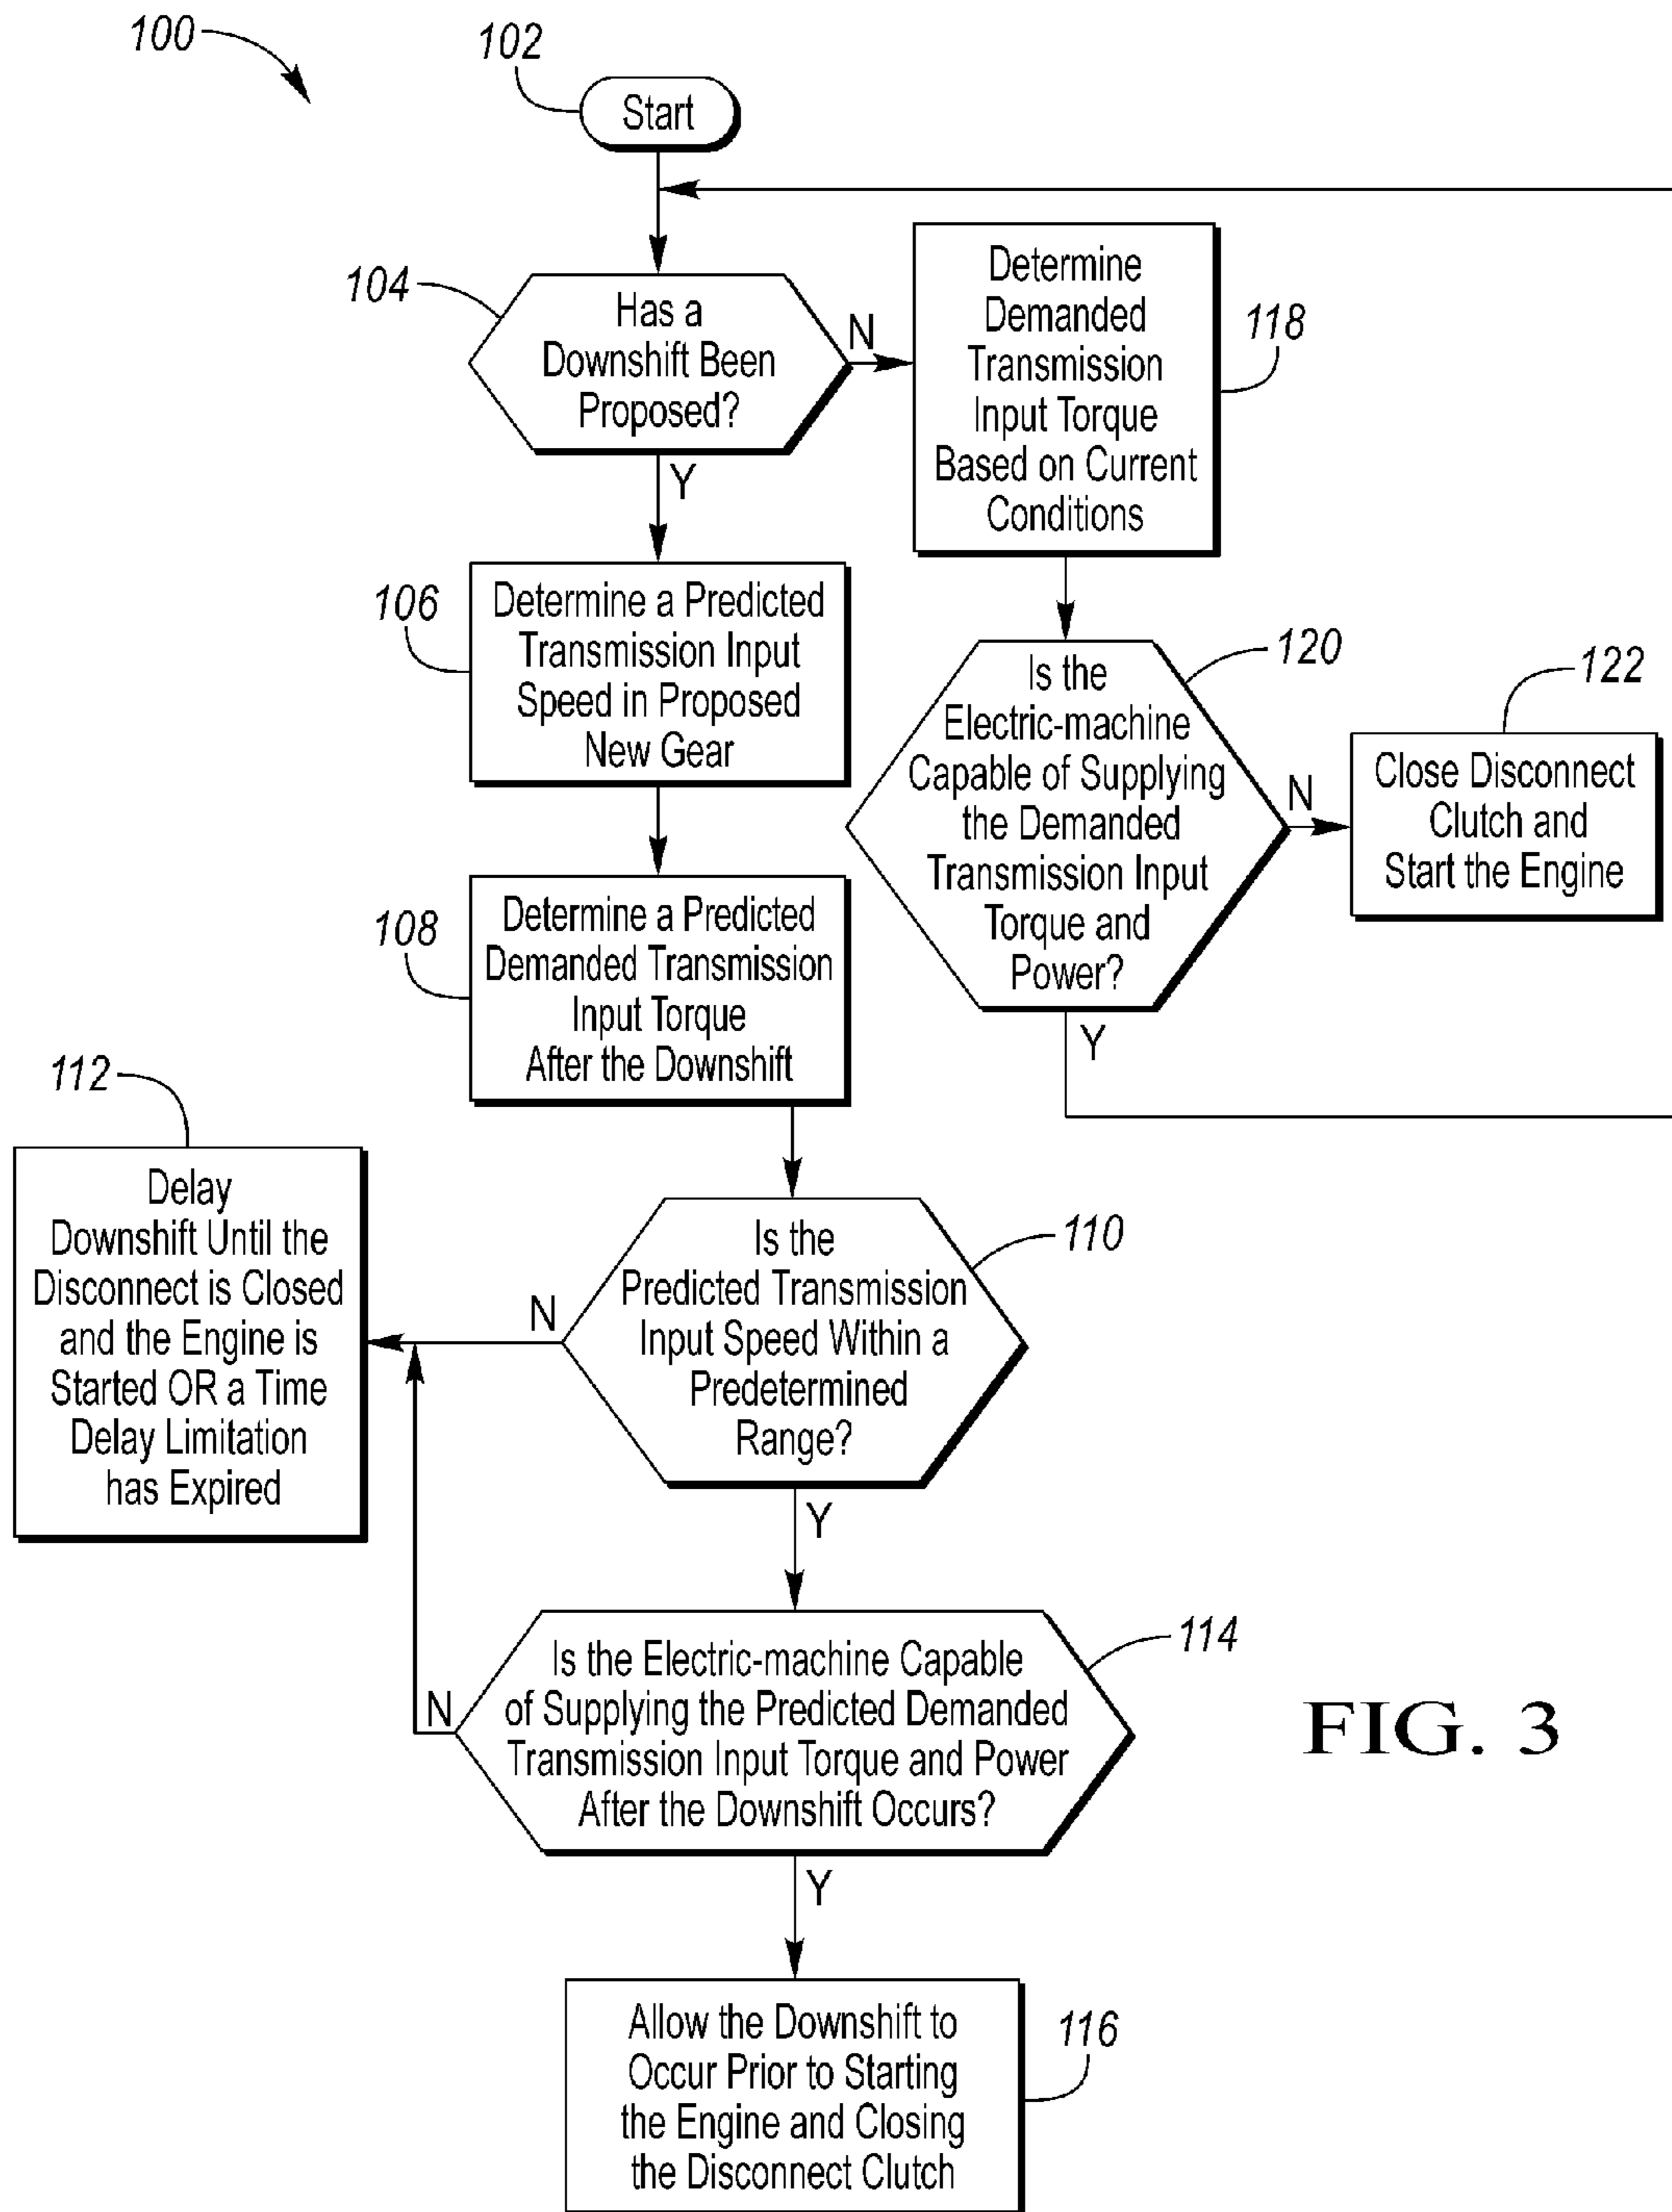 100
102
Start
104
Has a
Downshift Been
Proposed?
N
Y
Determine
Demanded
Transmission
Input Torque
Based on Current
Conditions
118
106
Determine a Predicted
Transmission Input
Speed in Proposed
New Gear
Is the
Electric-machine
Capable of Supplying
the Demanded
Transmission Input
Torque and
Power?
120
N
Y
122
Close Disconnect
Clutch and
Start the Engine
108
Determine a Predicted
Demanded Transmission
Input Torque
After the Downshift
112
Delay
Downshift Until the
Disconnect is Closed
and the Engine is
Started OR a Time
Delay Limitation
has Expired
N
Is the
Predicted Transmission
Input Speed Within a
Predetermined
Range?
110
Y
N
Is the Electric-machine Capable
of Supplying the Predicted Demanded
Transmission Input Torque and Power
After the Downshift Occurs?
114
Y
FIG. 3
Allow the Downshift to
Occur Prior to Starting
the Engine and Closing
the Disconnect Clutch
116